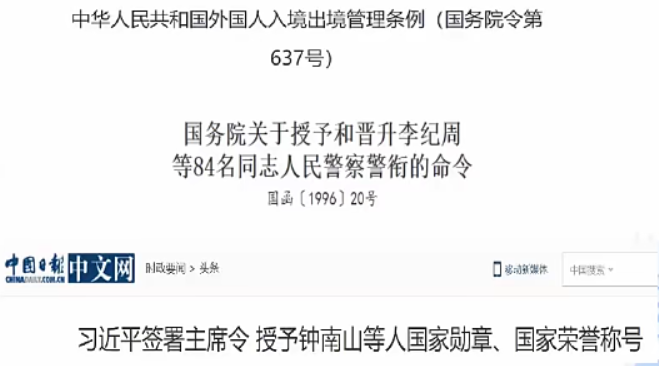 中华人民共和国外国人入境出境管理条例（国务院令第
637号）
国务院关于授予和晋升李纪周
等84名同志人民警察警衔的命令
国函〔1996〕20号
中国日报 中文网 时政要闻 > 头条 移动新媒体 中国搜索
CHINADAILY.COM.CN
习近平签署主席令 授予钟南山等人国家勋章、国家荣誉称号